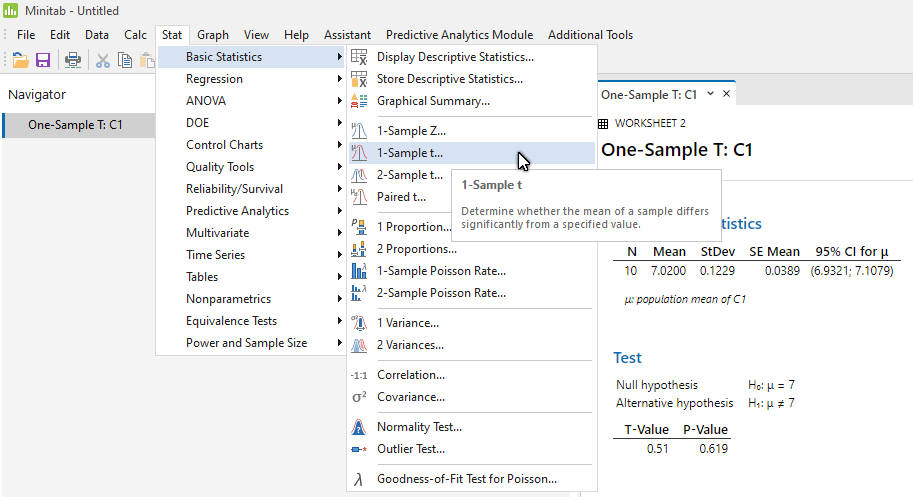 Minitab - Untitled
File Edit Data Calc Stat Graph View Help Assistant Predictive Analytics Module Additional Tools
Navigator
One-Sample T: C1
Basic Statistics
Regression
ANOVA
DOE
Control Charts
Quality Tools
Reliability/Survival
Predictive Analytics
Multivariate
Time Series
Tables
Nonparametrics
Equivalence Tests
Power and Sample Size
Display Descriptive Statistics...
Store Descriptive Statistics...
Graphical Summary...
1-Sample Z...
1-Sample t...
2-Sample t...
Paired t...
1 Proportion...
2 Proportions...
1-Sample Poisson Rate...
2-Sample Poisson Rate...
1 Variance...
2 Variances...
-1:1 Correlation...
σ² Covariance...
Normality Test...
Outlier Test...
λ Goodness-of-Fit Test for Poisson...
1-Sample t
Determine whether the mean of a sample differs
significantly from a specified value.
One-Sample T: C1
WORKSHEET 2
One-Sample T: C1
N Mean StDev SE Mean 95% CI for μ
10 7.0200 0.1229 0.0389 (6.9321; 7.1079)
μ: population mean of C1
Test
Null hypothesis H₀: μ = 7
Alternative hypothesis H₁: μ ≠ 7
T-Value P-Value
0.51 0.619